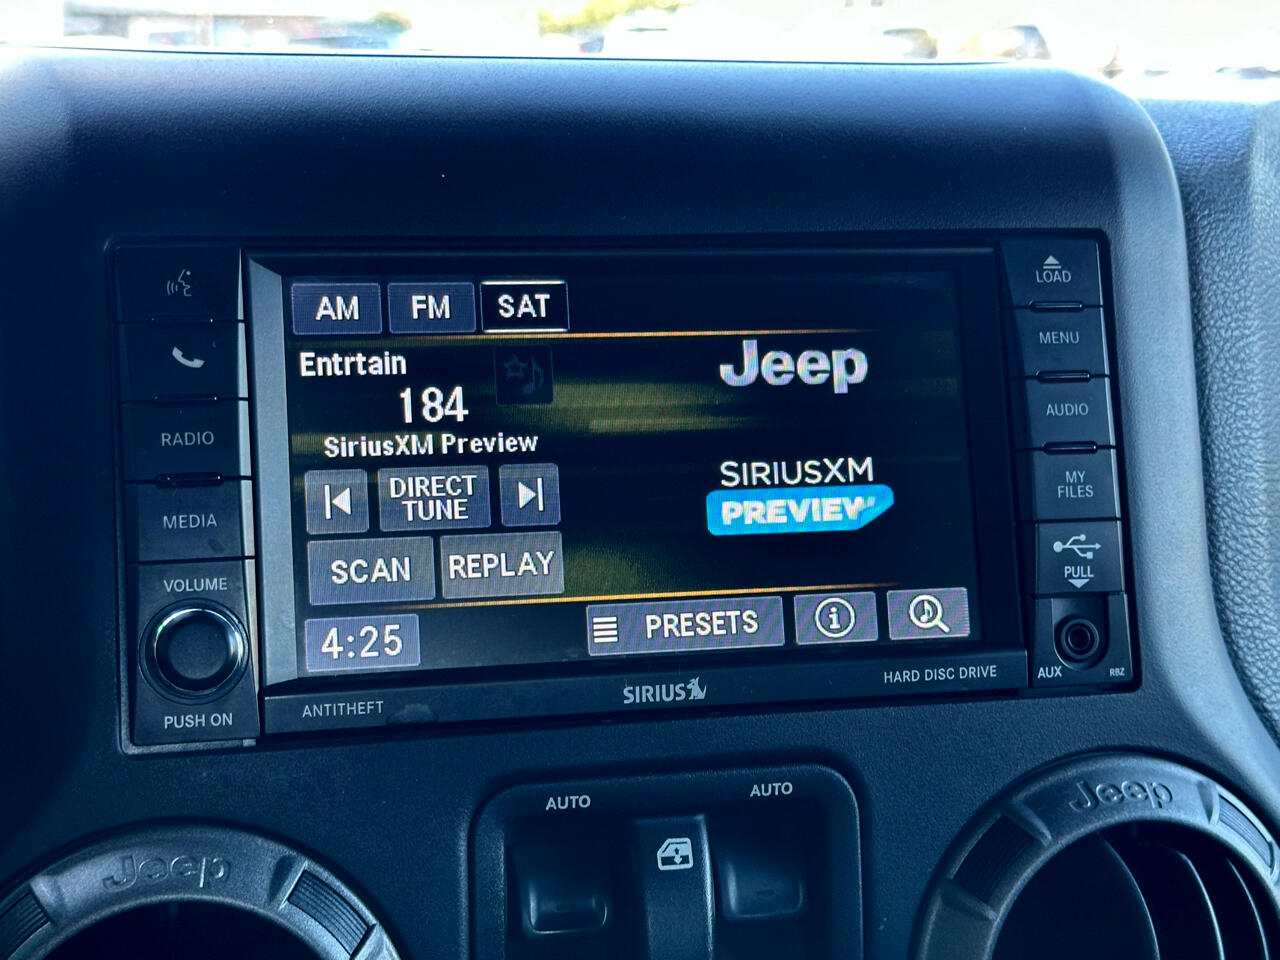 LOAD
AM FM SAT
MENU
Entrtain
Jeep
184
RADIO
AUDIO
SiriusXM Preview
SIRIUSXM
DIRECT
TUNE
PREVIEW
MY
FILES
MEDIA
SCAN REPLAY
PULL
VOLUME
4:25
PRESETS
i
AUX
RBZ
PUSH ON
ANTITHEFT
SIRIUS
HARD DISC DRIVE
AUTO
AUTO
Jeep
Jeep